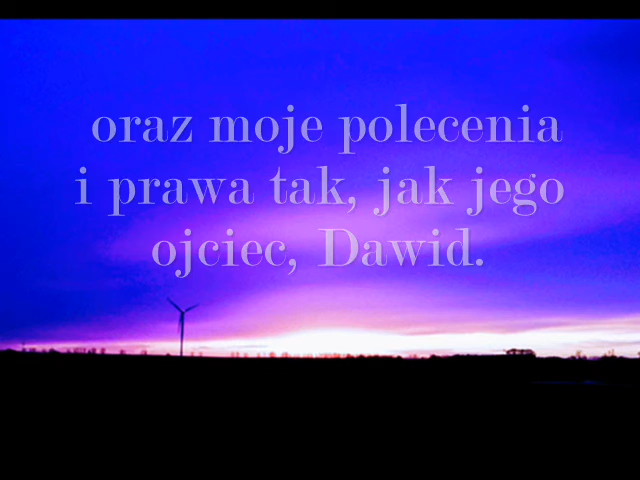 oraz moje polecenia
i prawa tak, jak jego
ojciec, Dawid.